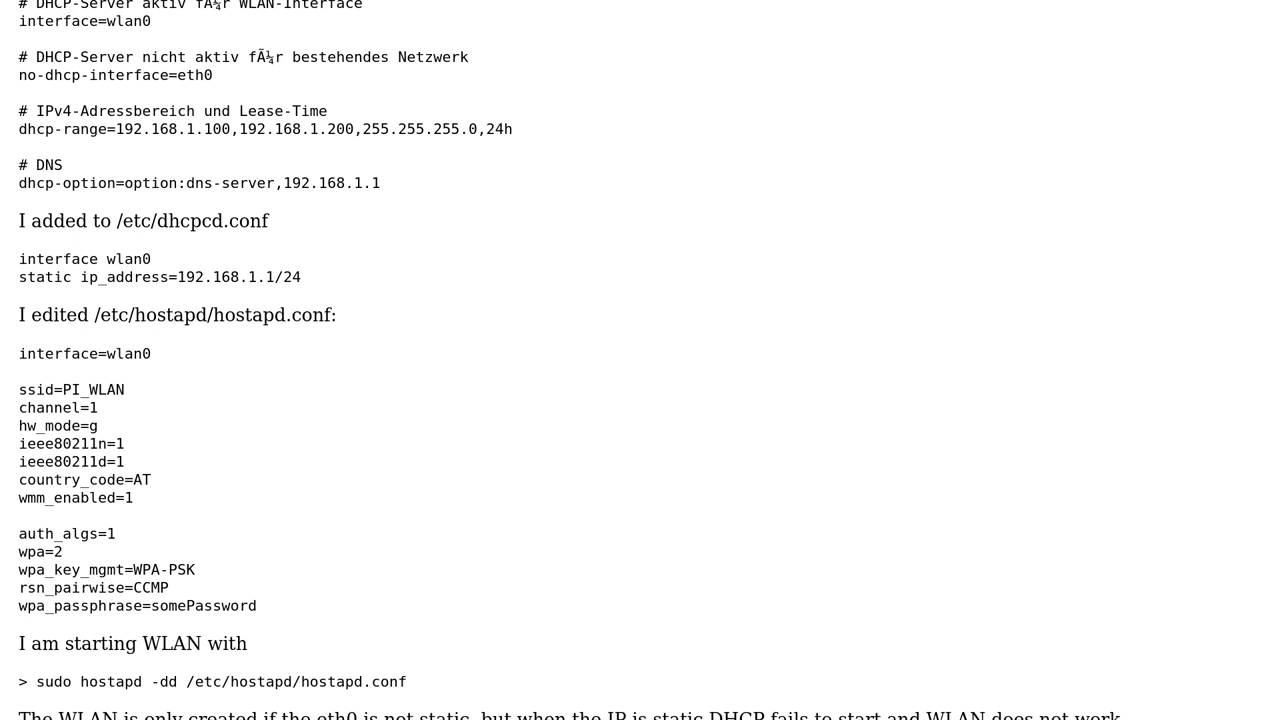 # DHCP-Server aktiv fÃ¼r WLAN-Interface
interface=wlan0
# DHCP-Server nicht aktiv fÃ¼r bestehendes Netzwerk
no-dhcp-interface=eth0
# IPv4-Adressbereich und Lease-Time
dhcp-range=192.168.1.100,192.168.1.200,255.255.255.0,24h
# DNS
dhcp-option=option:dns-server,192.168.1.1
I added to /etc/dhcpcd.conf
interface wlan0
static ip_address=192.168.1.1/24
I edited /etc/hostapd/hostapd.conf:
interface=wlan0
ssid=PI_WLAN
channel=1
hw_mode=g
ieee80211n=1
ieee80211d=1
country_code=AT
wmm_enabled=1
auth_algs=1
wpa=2
wpa_key_mgmt=WPA-PSK
rsn_pairwise=CCMP
wpa_passphrase=somePassword
I am starting WLAN with
> sudo hostapd -dd /etc/hostapd/hostapd.conf
The WLAN is only created if the eth0 is not static, but when the IP is static DHCP fails to start and WLAN does not work.